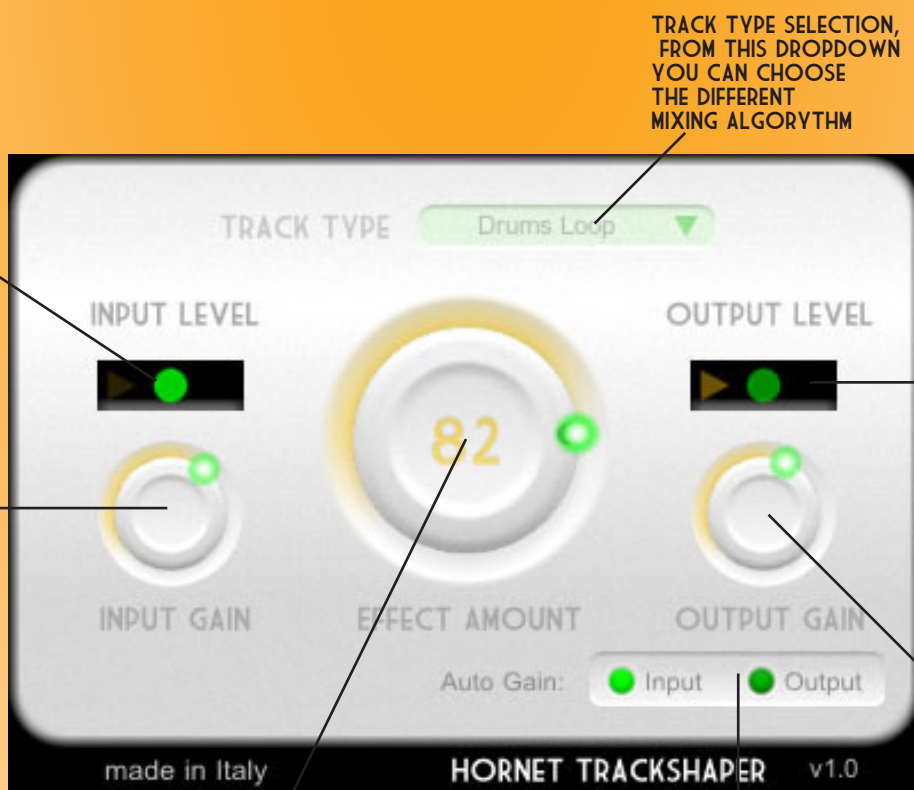 TRACK TYPE SELECTION,
FROM THIS DROPDOWN
YOU CAN CHOOSE
THE DIFFERENT
MIXING ALGORYTHM
TRACK TYPE
Drums Loop
INPUT LEVEL
OUTPUT LEVEL
82
INPUT GAIN
EFFECT AMOUNT
OUTPUT GAIN
Auto Gain:
Input
Output
made in Italy
HORNET TRACKSHAPER
v1.0